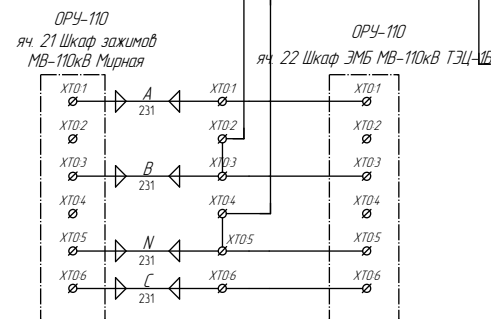 ОРУ-110
яч. 21 Шкаф зажимов
МВ-110кВ Мирная
ОРУ-110
яч. 22 Шкаф ЭМБ МВ-110кВ ТЭЦ-1Б
ХТ01 A 231 ХТ01 ХТ01
ХТ02 ХТ02 ХТ02
ХТ03 B 231 ХТ03 ХТ03
ХТ04 ХТ04 ХТ04
ХТ05 N 231 ХТ05 ХТ05
ХТ06 C 231 ХТ06 ХТ06